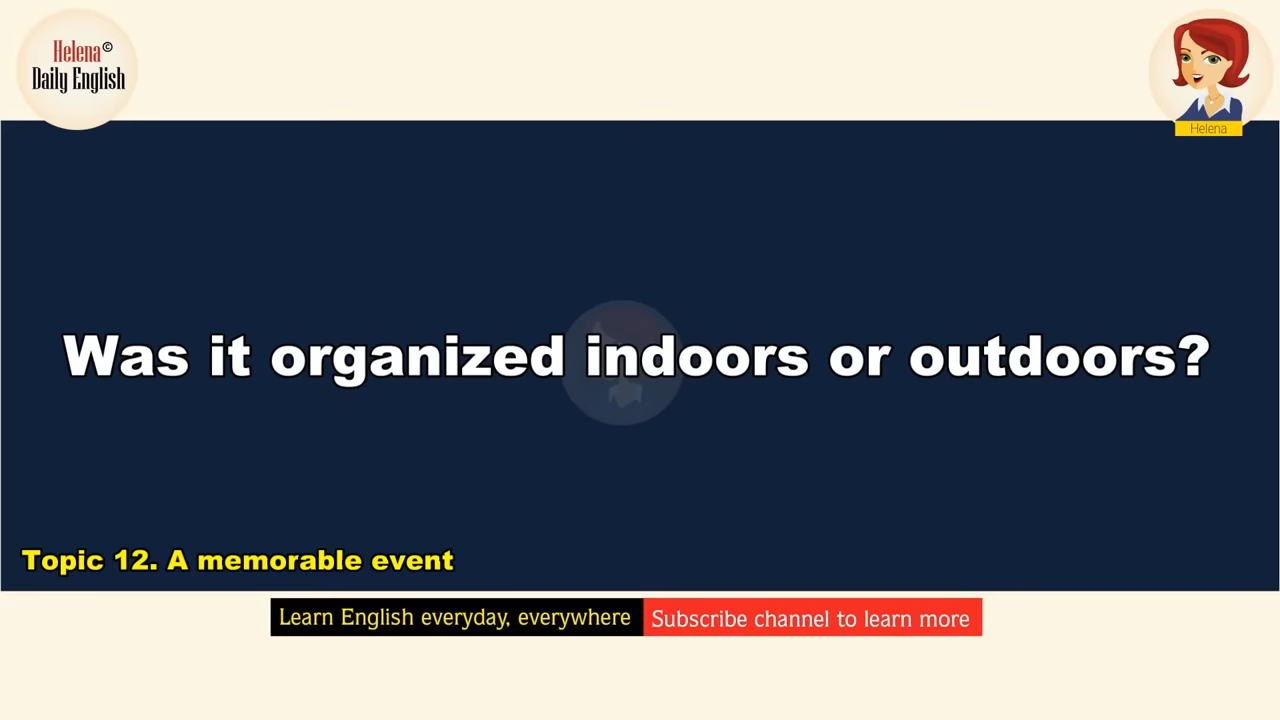 Helena©
Daily English
Helena
Was it organized indoors or outdoors?
Topic 12. A memorable event
Learn English everyday, everywhere
Subscribe channel to learn more